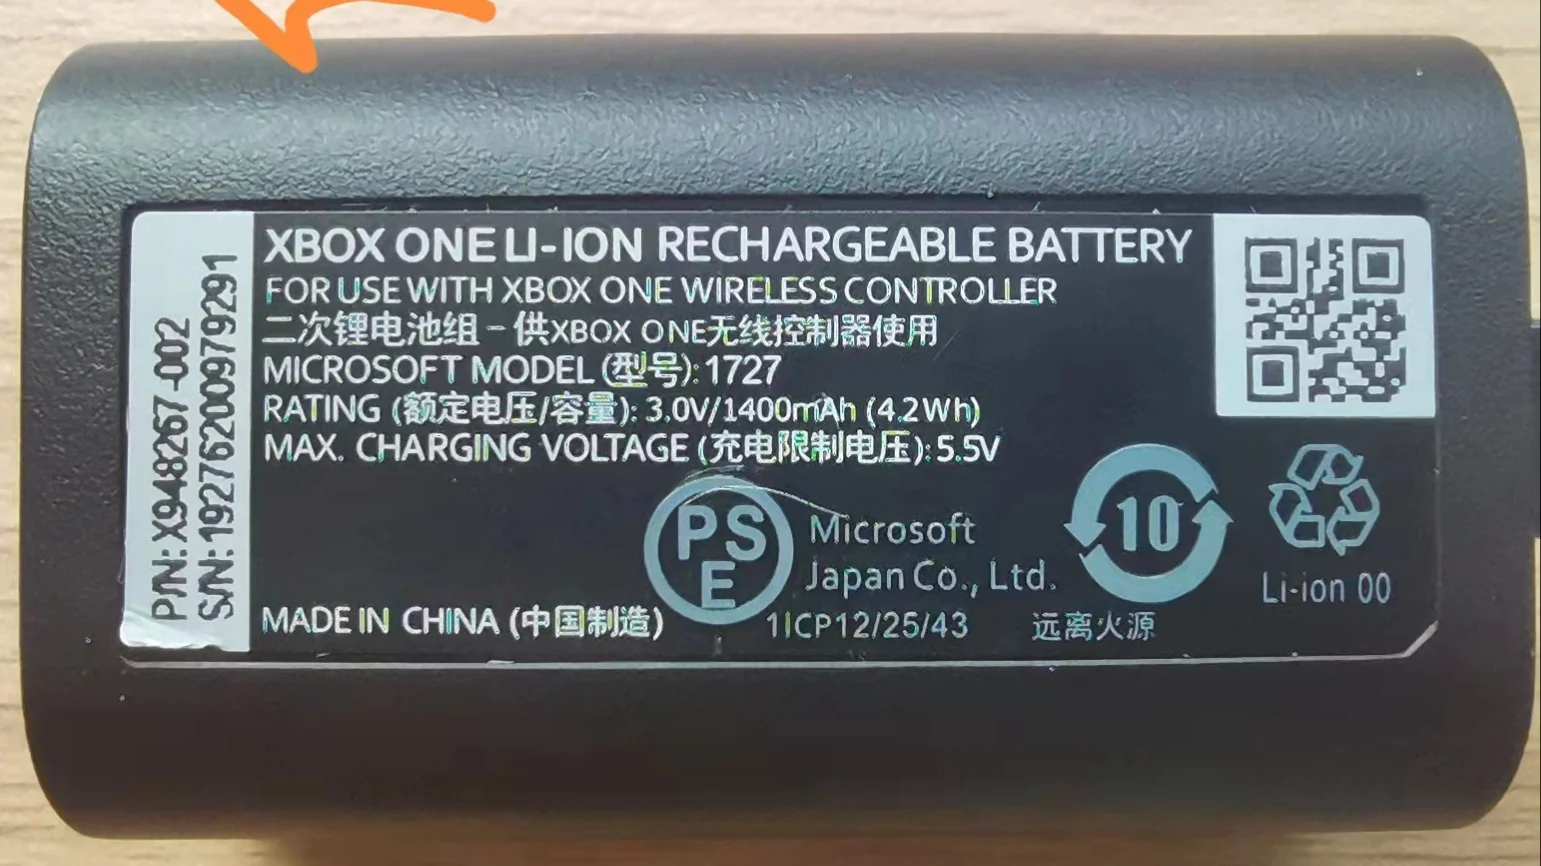 P/N: X948267-002
S/N: 1927620097​9291
XBOX ONE LI-ION RECHARGEABLE BATTERY
FOR USE WITH XBOX ONE WIRELESS CONTROLLER
二次锂电池组-供XBOX ONE无线控制器使用
MICROSOFT MODEL (型号): 1727
RATING (额定电压/容量): 3.0V/1400mAh (4.2Wh)
MAX. CHARGING VOLTAGE (充电限制电压): 5.5V
PS
E
Microsoft
Japan Co., Ltd.
10
Li-ion 00
MADE IN CHINA (中国制造)
1ICP12/25/43
远离火源